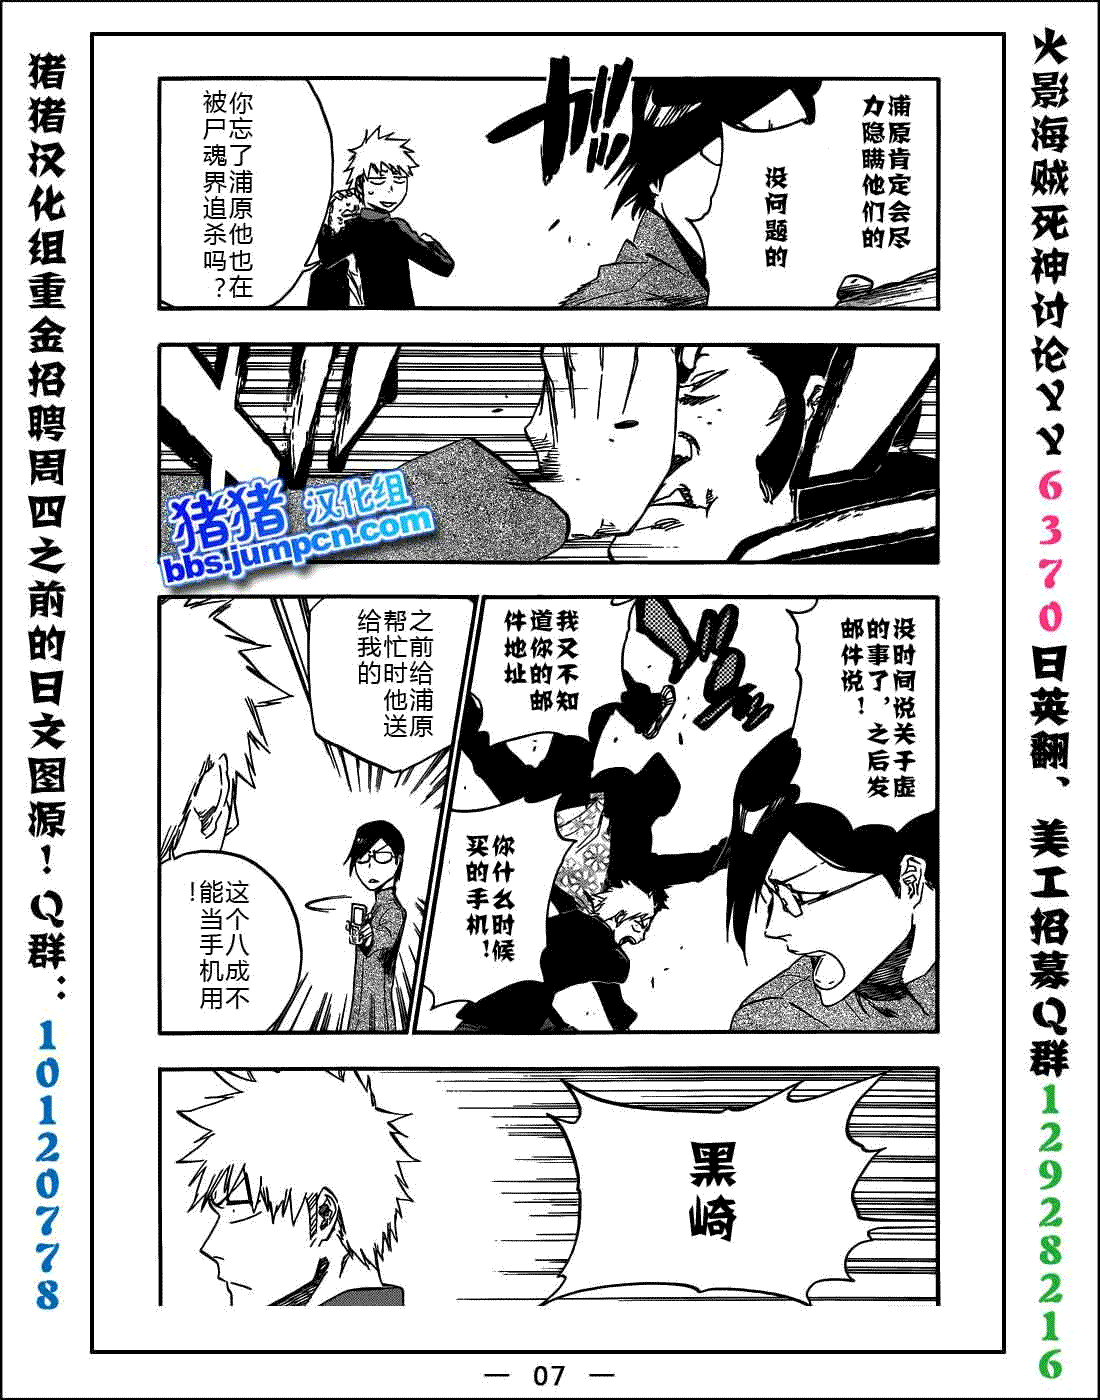 猪猪汉化组重金招聘周四之前的日文图源！Q群：10120778
火影海贼死神讨论YY6370日英翻、美工招募Q群12928216
浦原肯定会尽
力隐瞒他们的
没问题的
你忘了浦原他也在
被尸魂界追杀吗？
猪猪汉化组
bbs.jumpcn.com
没时间说关于虚
的事了，之后发
邮件说！
我又不知
道你的邮
件地址
你什么时候
买的手机！
之前给浦原
帮忙时他送
给我的
这个八成不
能当手机用
！
黑崎
— 07 —